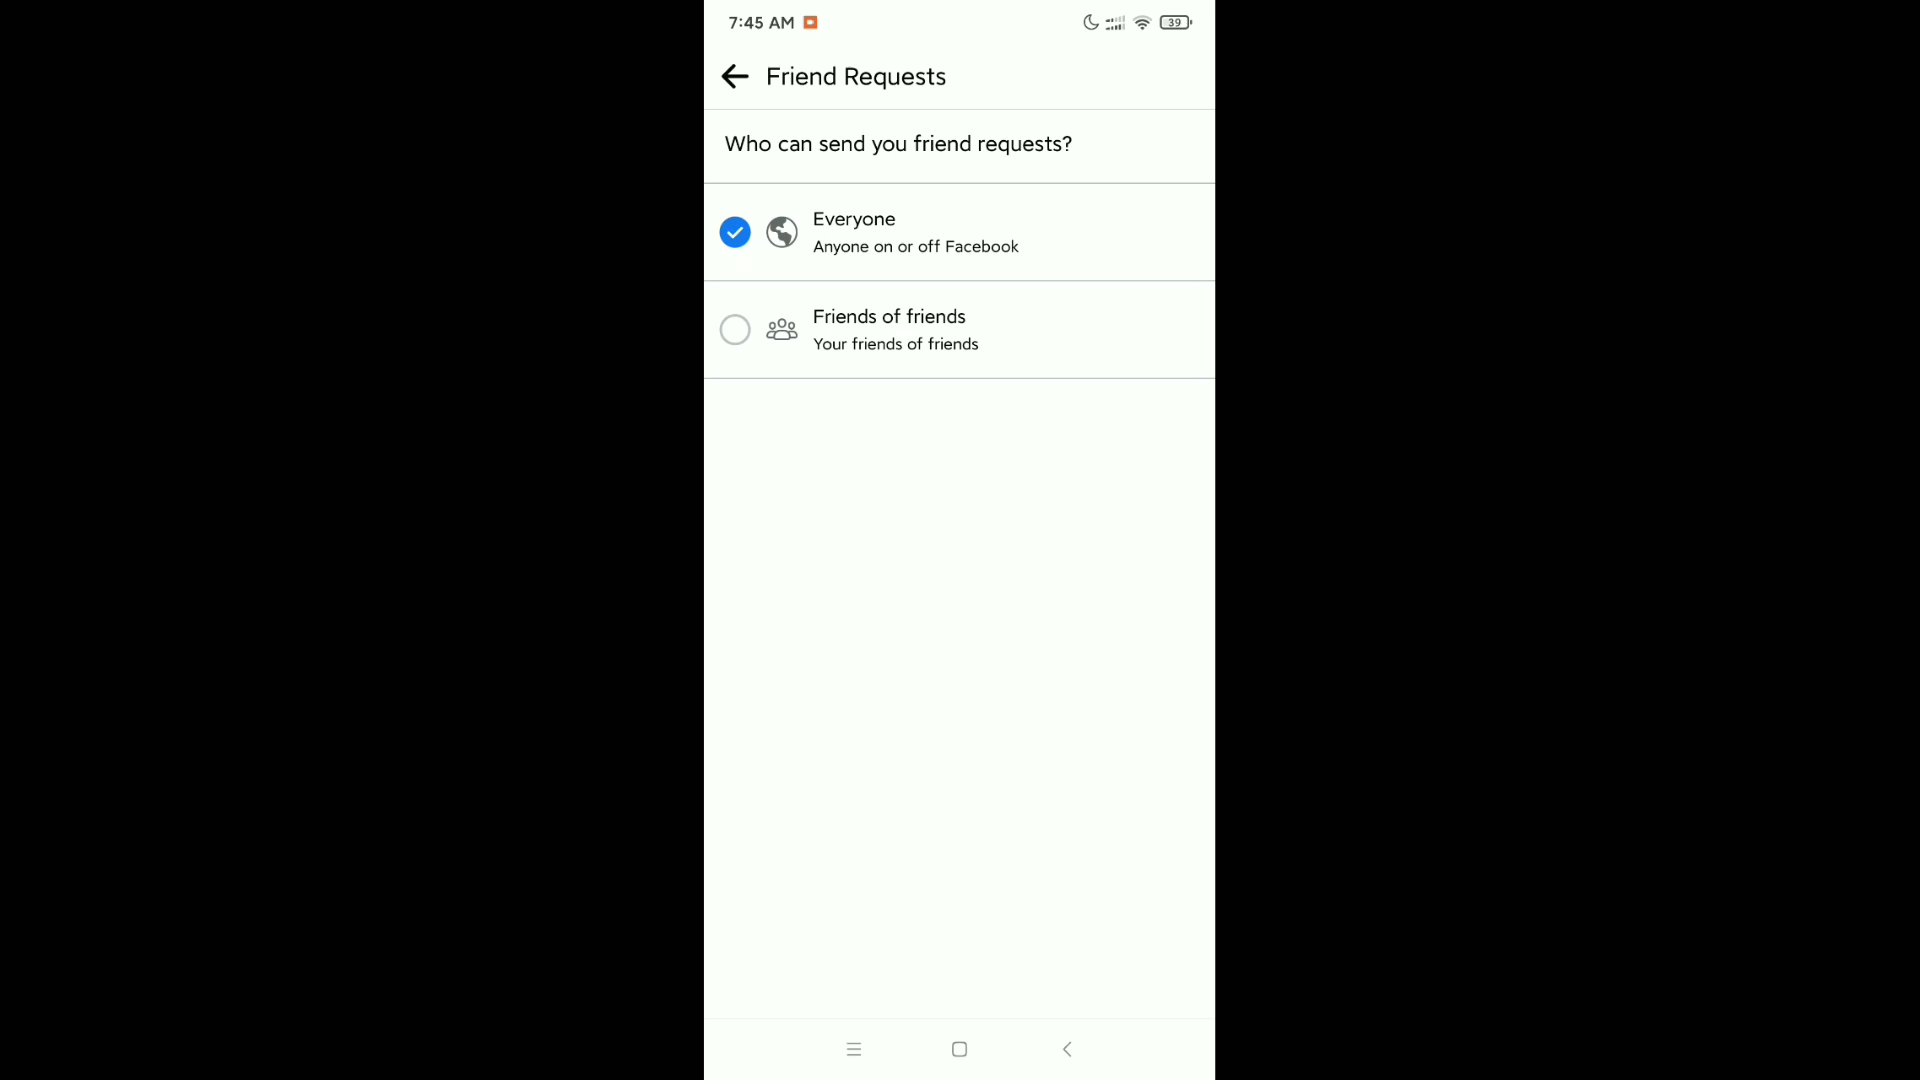 7:45 AM
39
Friend Requests
Who can send you friend requests?
Everyone
Anyone on or off Facebook
Friends of friends
Your friends of friends